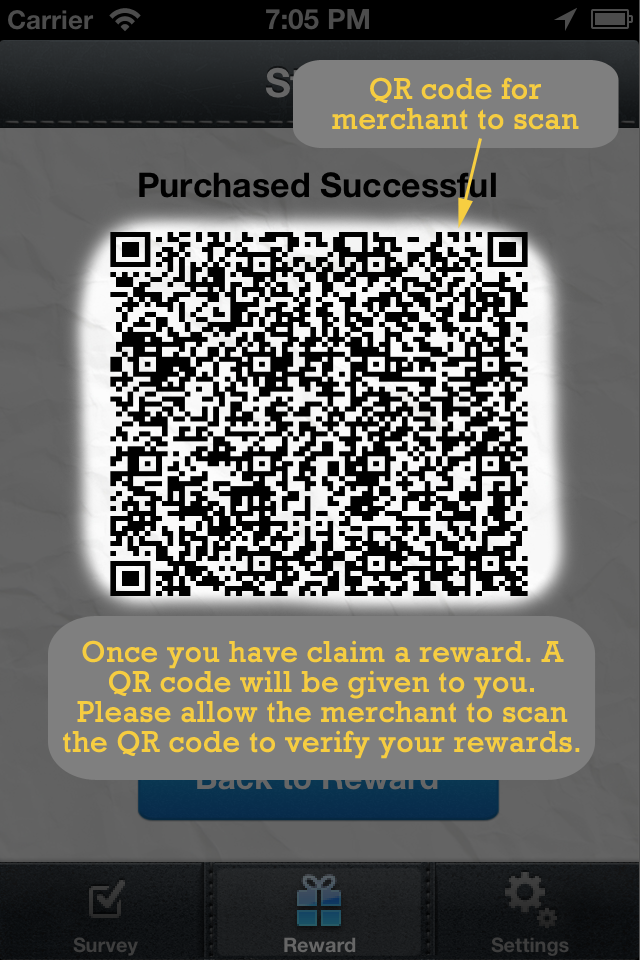 Carrier 7:05 PM
QR code for
merchant to scan
Purchased Successful
Once you have claim a reward. A
QR code will be given to you.
Please allow the merchant to scan
the QR code to verify your rewards.
Back to Reward
Survey Reward Settings